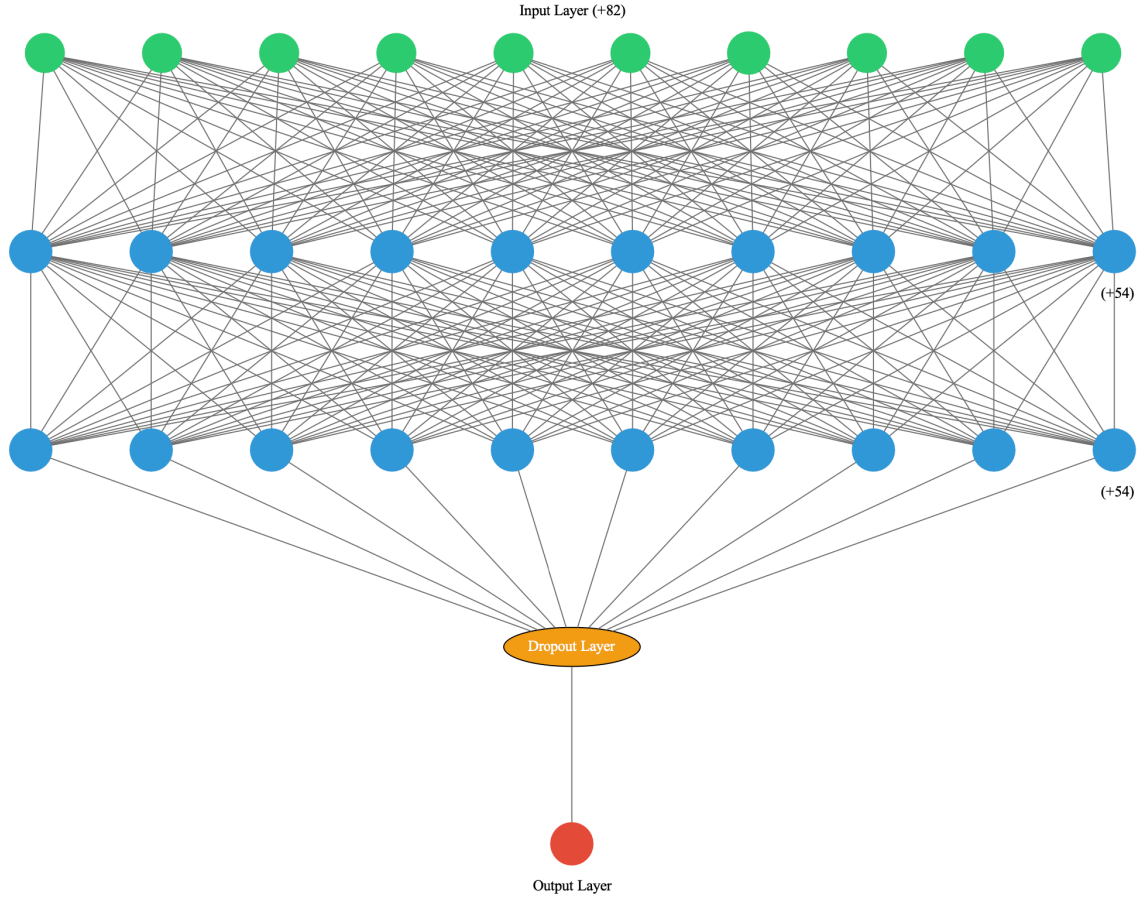 Input Layer (+82)
(+54)
(+54)
Dropout Layer
Output Layer